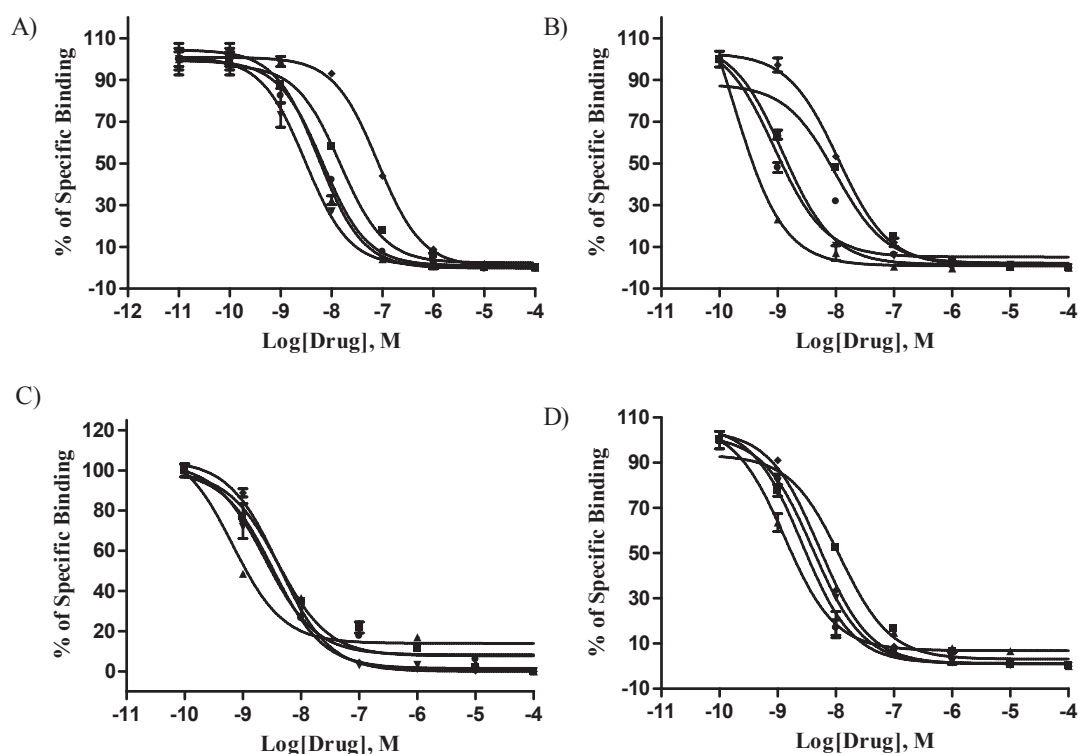 A)
110
90
70
50
30
10
-10
% of Specific Binding
-12 -11 -10 -9 -8 -7 -6 -5 -4
Log[Drug], M
B)
110
90
70
50
30
10
-10
% of Specific Binding
-11 -10 -9 -8 -7 -6 -5 -4
Log[Drug], M
C)
120
100
80
60
40
20
0
% of Specific Binding
-11 -10 -9 -8 -7 -6 -5 -4
Log[Drug], M
D)
110
90
70
50
30
10
-10
% of Specific Binding
-11 -10 -9 -8 -7 -6 -5 -4
Log[Drug], M